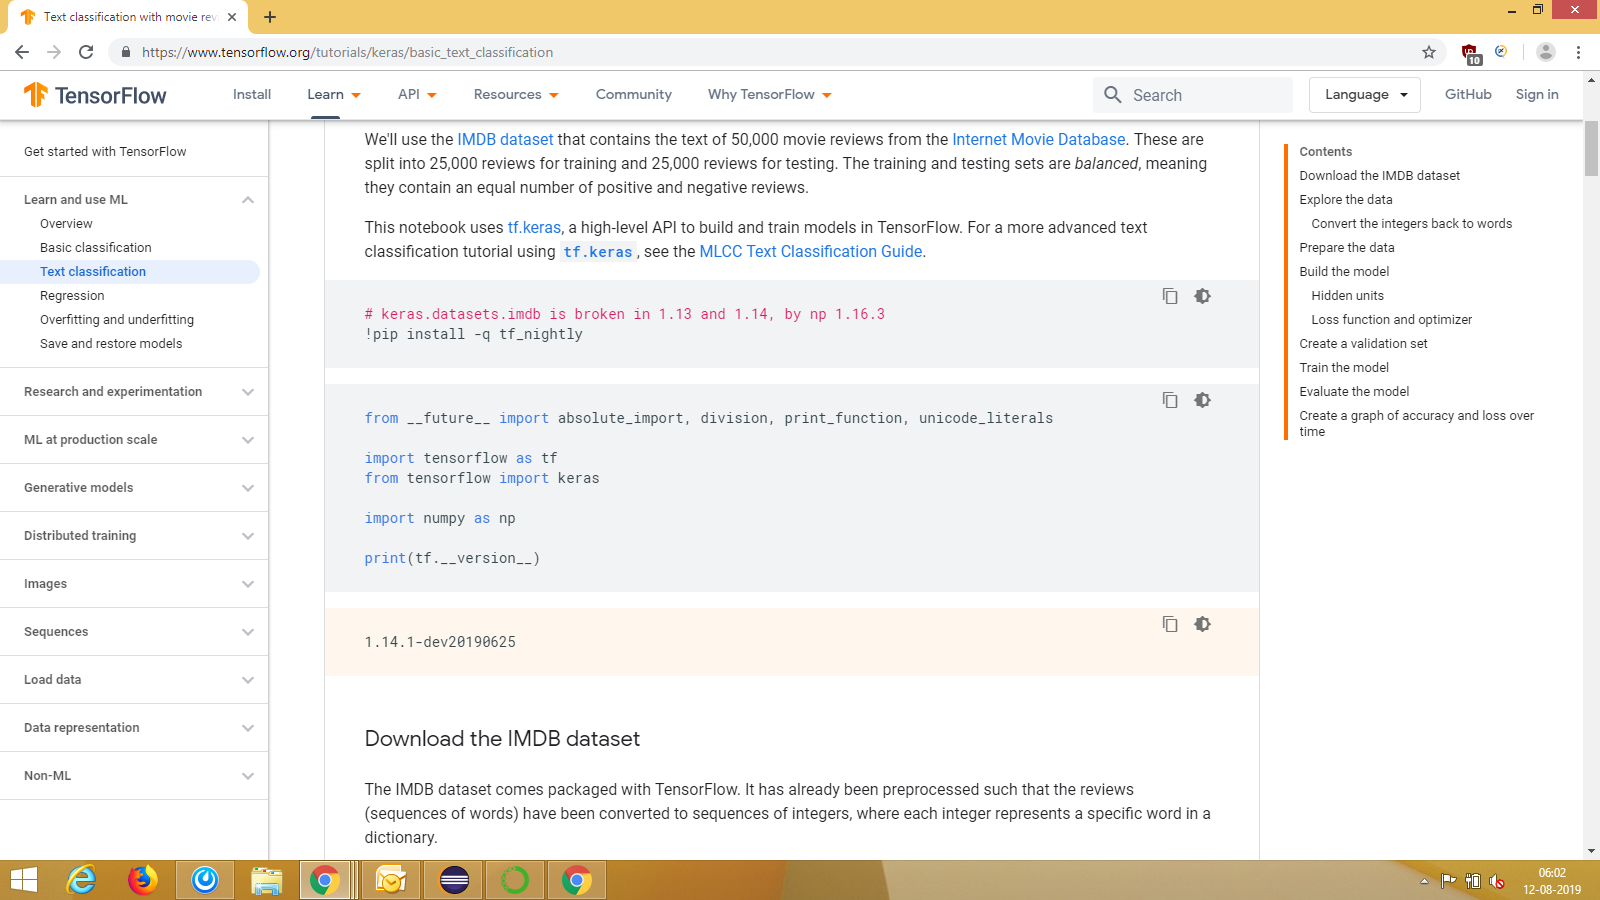 Text classification with movie rev
https://www.tensorflow.org/tutorials/keras/basic_text_classification
10
TensorFlow
Install
Learn
API
Resources
Community
Why TensorFlow
Search
Language
GitHub
Sign in
Get started with TensorFlow
Learn and use ML
Overview
Basic classification
Text classification
Regression
Overfitting and underfitting
Save and restore models
Research and experimentation
ML at production scale
Generative models
Distributed training
Images
Sequences
Load data
Data representation
Non-ML
We'll use the IMDB dataset that contains the text of 50,000 movie reviews from the Internet Movie Database. These are
split into 25,000 reviews for training and 25,000 reviews for testing. The training and testing sets are balanced, meaning
they contain an equal number of positive and negative reviews.
This notebook uses tf.keras, a high-level API to build and train models in TensorFlow. For a more advanced text
classification tutorial using tf.keras , see the MLCC Text Classification Guide.
# keras.datasets.imdb is broken in 1.13 and 1.14, by np 1.16.3
!pip install -q tf_nightly
from __future__ import absolute_import, division, print_function, unicode_literals
import tensorflow as tf
from tensorflow import keras
import numpy as np
print(tf.__version__)
1.14.1-dev20190625
Download the IMDB dataset
The IMDB dataset comes packaged with TensorFlow. It has already been preprocessed such that the reviews
(sequences of words) have been converted to sequences of integers, where each integer represents a specific word in a
dictionary.
Contents
Download the IMDB dataset
Explore the data
Convert the integers back to words
Prepare the data
Build the model
Hidden units
Loss function and optimizer
Create a validation set
Train the model
Evaluate the model
Create a graph of accuracy and loss over
time
06:02
12-08-2019